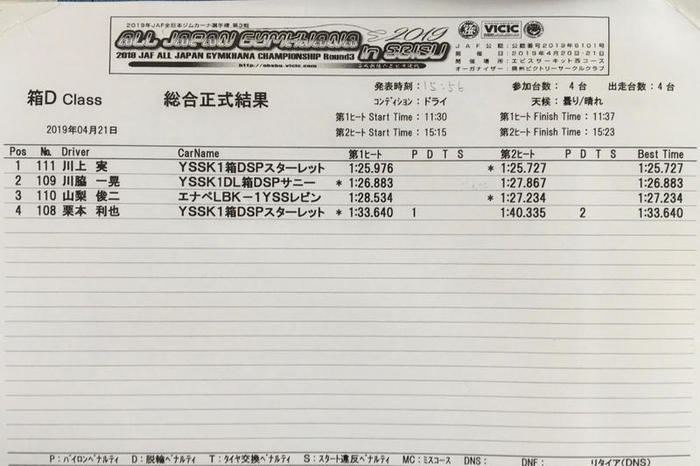 2019年JAF全日本ジムカーナ選手権 第3戦
ALL JAPAN GYMKHANA in EBISU 2019
2019 JAF ALL JAPAN GYMKHANA CHAMPIONSHIP Round3
VICIC
JAF公認:公認番号2019年6101号
開催日:2019年4月20日-21日
開催場所:エビスサーキット西コース
オーガナイザー:奥州ビクトリーサークルクラブ
箱D Class 総合正式結果
2019年04月21日
発表時刻:15:56 参加台数: 4 台 出走台数:4 台
コンディション:ドライ 天候:曇り/晴れ
第1ヒートStart Time:11:30 第1ヒートFinish Time:11:37
第2ヒートStart Time:15:15 第2ヒートFinish Time:15:23
Pos No. Driver CarName 第1ヒート P D T S 第2ヒート P D T S Best Time
1 111 川上 実 YSSK1箱DSPスターレット 1:25.976 * 1:25.727 1:25.727
2 109 川脇 一晃 YSSK1DL箱DSPサニー * 1:26.883 1:27.867 1:26.883
3 110 山梨 俊二 エナペLBK-1YSSレビン 1:28.534 * 1:27.234 1:27.234
4 108 栗本 利也 YSSK1箱DSPスターレット * 1:33.640 1 1:40.335 2 1:33.640
P:パイロンペナルティ D:脱輪ペナルティ T:タイヤ交換ペナルティ S:スタート違反ペナルティ MC:ミスコース DNS: DNF: リタイア(DNS)